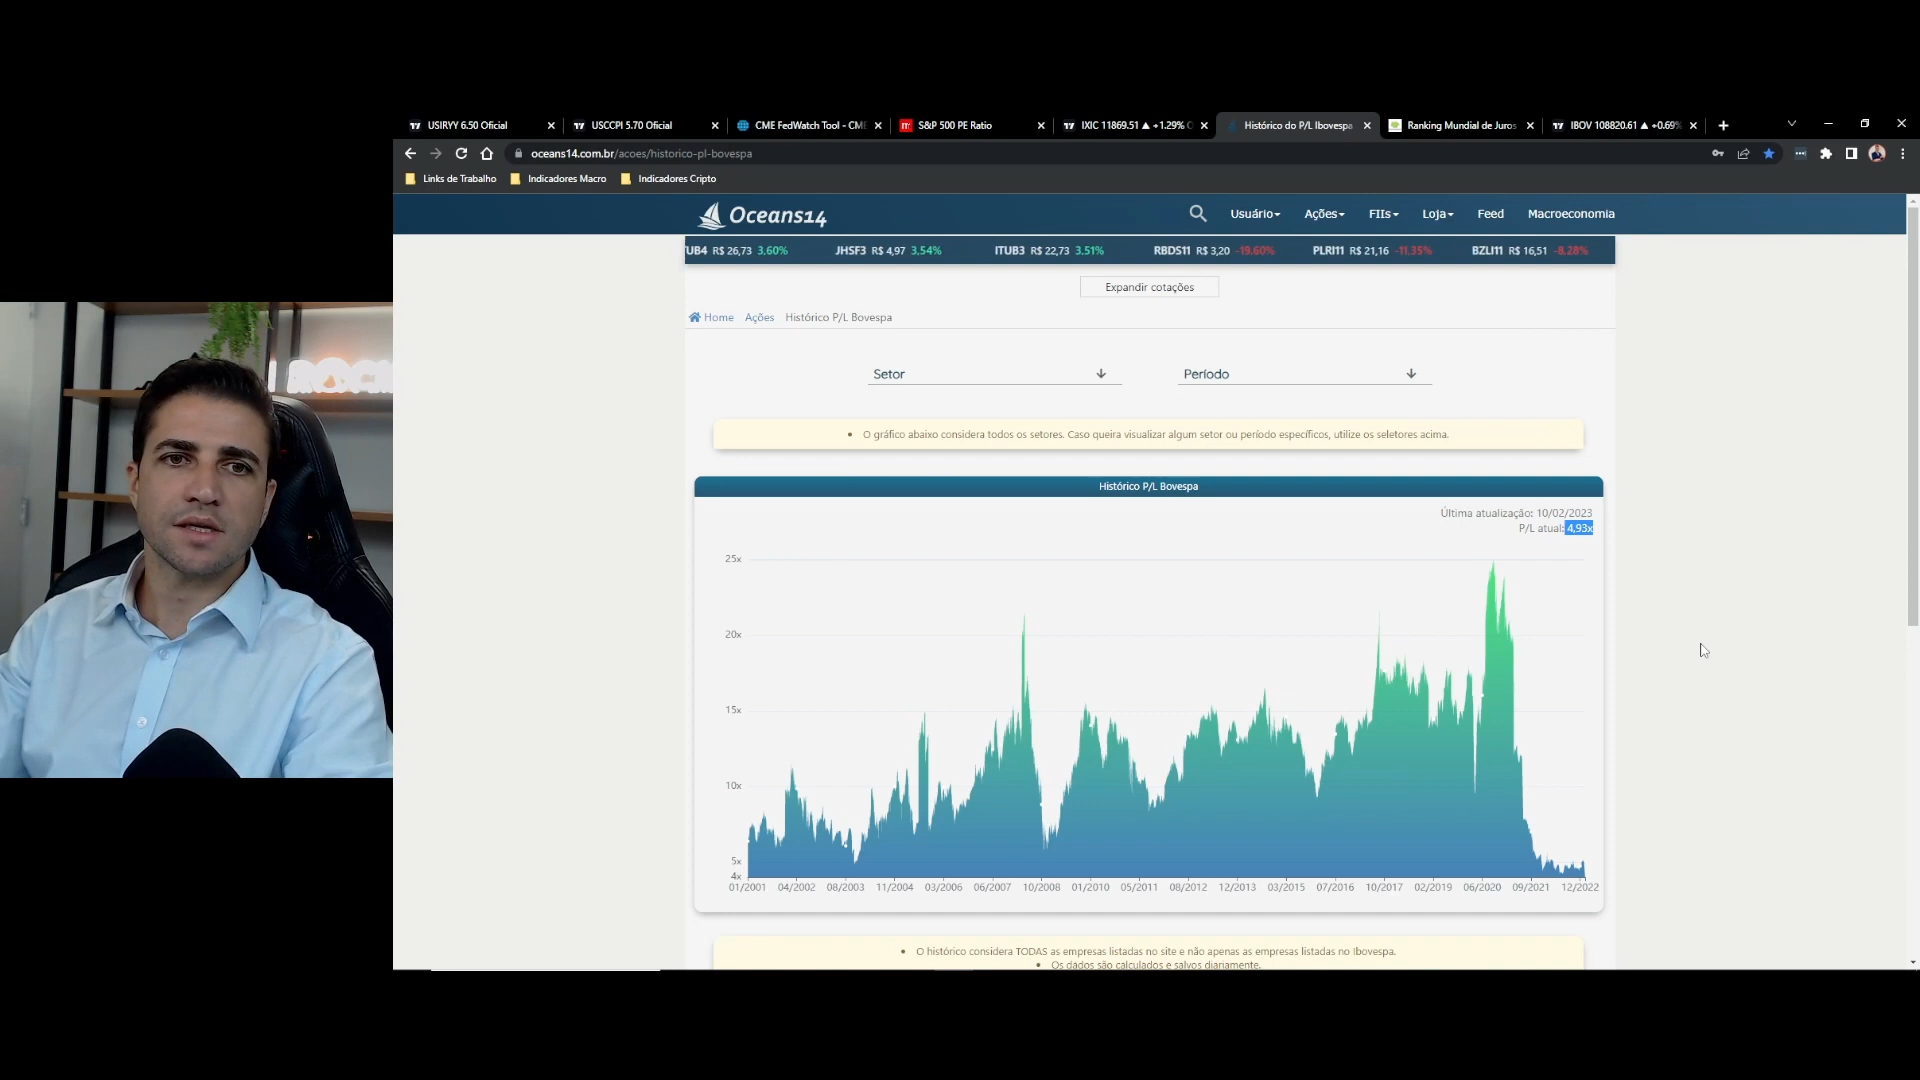 USIRYY 6.50 Oficial
USCCPI 5.70 Oficial
CME FedWatch Tool - CME
S&P 500 PE Ratio
IXIC 11869.51 ▲ +1.29%
Histórico do P/L Ibovespa
Ranking Mundial de Juros
IBOV 108820.61 ▲ +0.69%
oceans14.com.br/acoes/historico-pl-bovespa
Links de Trabalho
Indicadores Macro
Indicadores Cripto
Oceans14
Usuário
Ações
FIIs
Loja
Feed
Macroeconomia
UB4 R$ 26,73 3.60%
JHSF3 R$ 4,97 3,54%
ITUB3 R$ 22,73 3.51%
RBDS11 R$ 3,20 -19.60%
PLRI11 R$ 21,16 -11,35%
BZLI11 R$ 16,51 -8.28%
Expandir cotações
Home
Ações
Histórico P/L Bovespa
Setor
Período
• O gráfico abaixo considera todos os setores. Caso queira visualizar algum setor ou período específicos, utilize os seletores acima.
Histórico P/L Bovespa
Última atualização: 10/02/2023
P/L atual: 4,93x
25x
20x
15x
10x
5x
4x
01/2001 04/2002 08/2003 11/2004 03/2006 06/2007 10/2008 01/2010 05/2011 08/2012 12/2013 03/2015 07/2016 10/2017 02/2019 06/2020 09/2021 12/2022
• O histórico considera TODAS as empresas listadas no site e não apenas as empresas listadas no Ibovespa.
• Os dados são calculados e salvos diariamente.